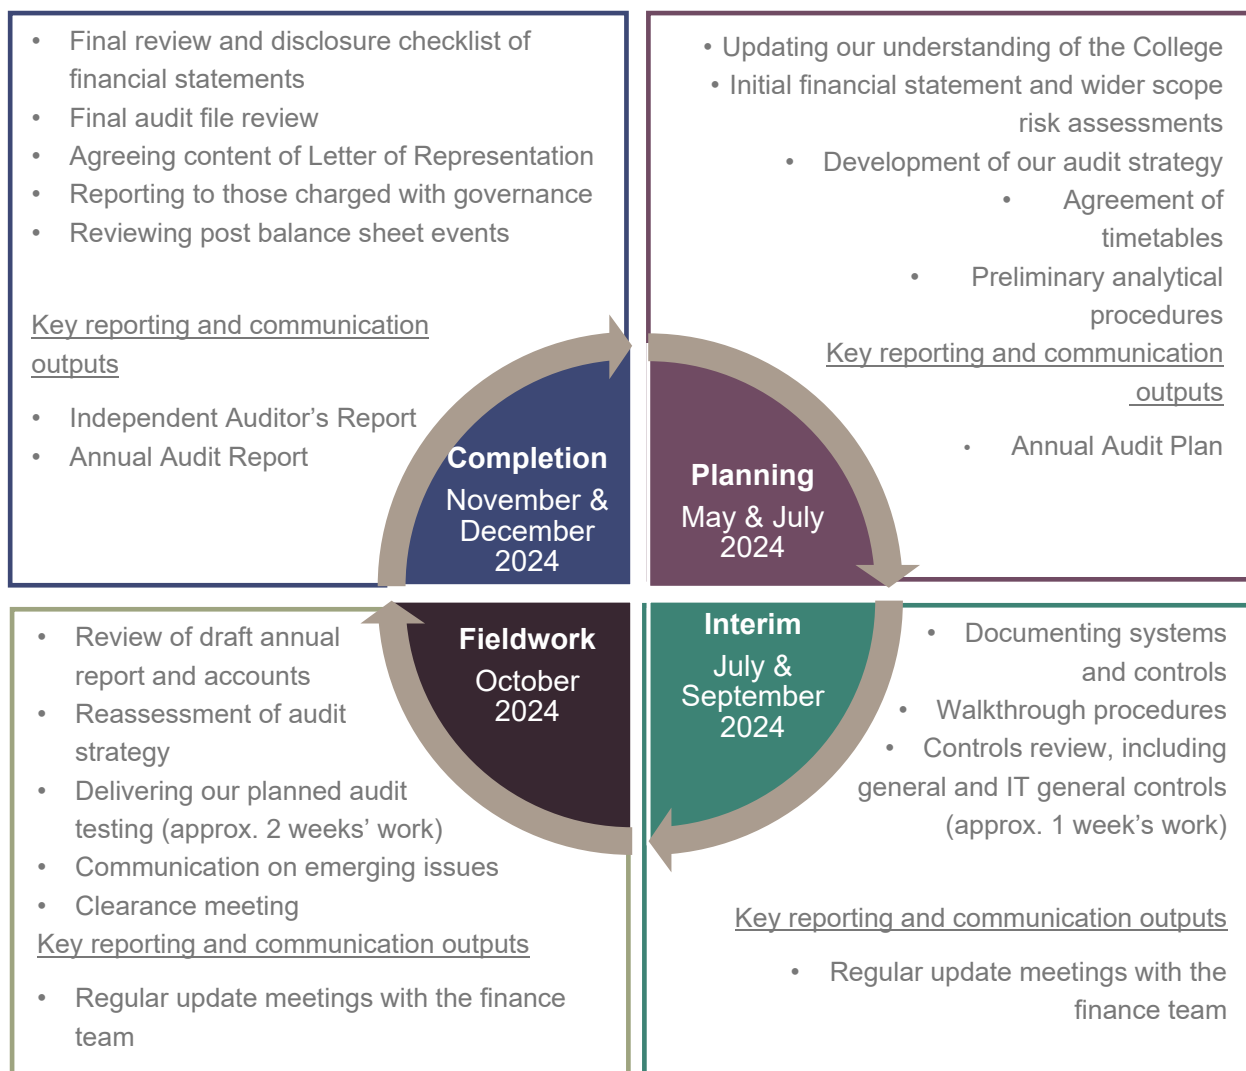 • Final review and disclosure checklist of
financial statements
• Final audit file review
• Agreeing content of Letter of Representation
• Reporting to those charged with governance
• Reviewing post balance sheet events
Key reporting and communication
outputs
• Independent Auditor’s Report
• Annual Audit Report
Completion
November &
December
2024
• Updating our understanding of the College
• Initial financial statement and wider scope
risk assessments
• Development of our audit strategy
• Agreement of
timetables
• Preliminary analytical
procedures
Key reporting and communication
outputs
• Annual Audit Plan
Planning
May & July
2024
• Review of draft annual
report and accounts
• Reassessment of audit
strategy
• Delivering our planned audit
testing (approx. 2 weeks’ work)
• Communication on emerging issues
• Clearance meeting
Key reporting and communication outputs
• Regular update meetings with the finance
team
Fieldwork
October
2024
Interim
July &
September
2024
• Documenting systems
and controls
• Walkthrough procedures
• Controls review, including
general and IT general controls
(approx. 1 week’s work)
Key reporting and communication outputs
• Regular update meetings with the
finance team